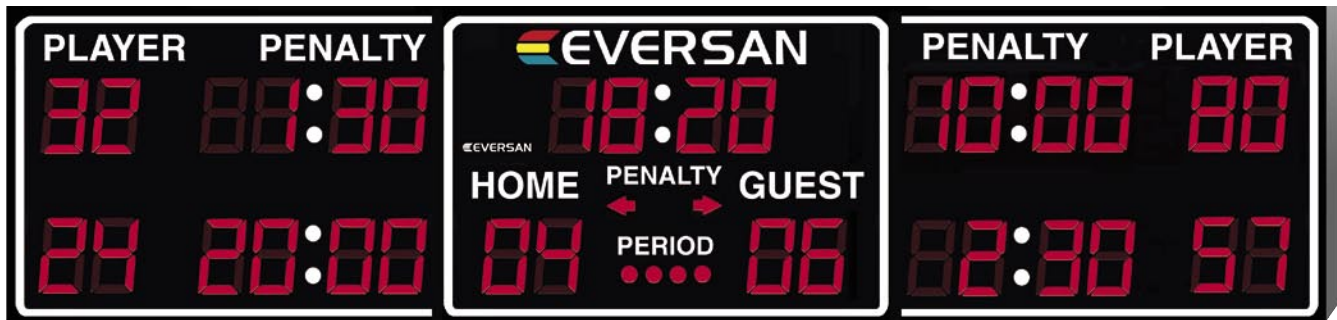 PLAYER PENALTY
32 1:30
24 20:00
EVERSAN
18:20
EVERSAN
HOME PENALTY GUEST
04 PERIOD 06
PENALTY PLAYER
10:00 80
2:30 57